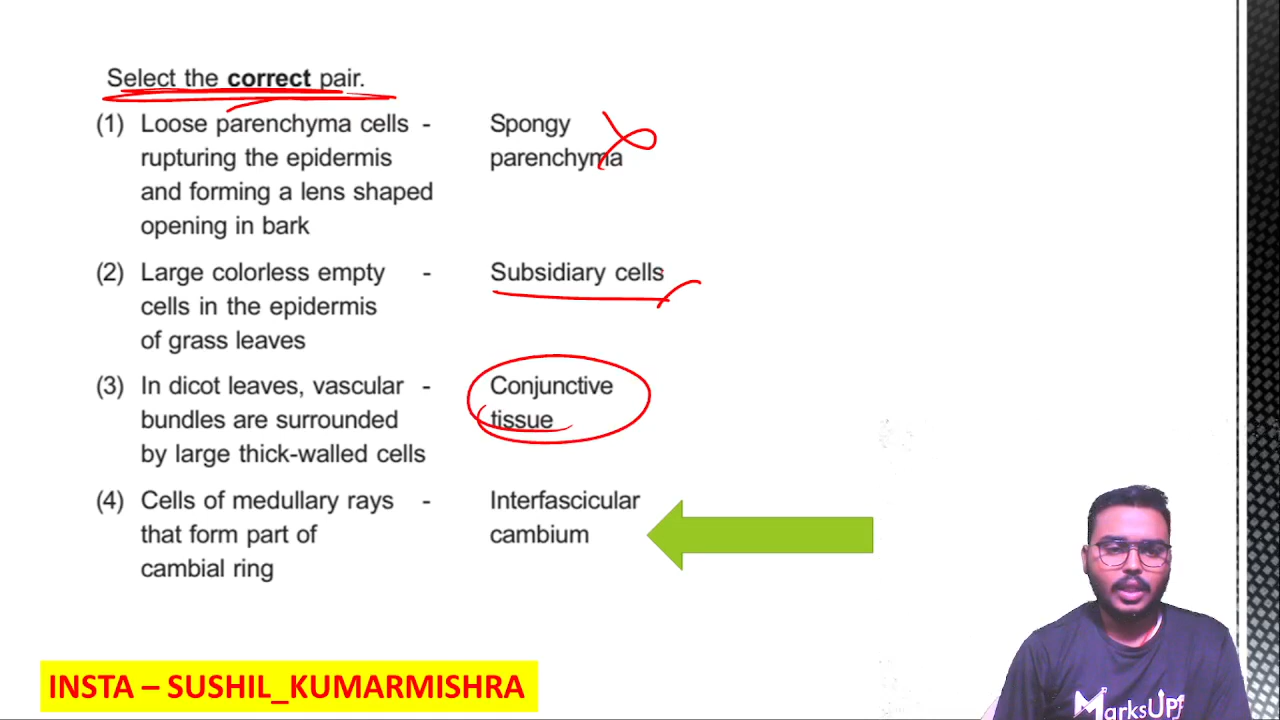 Select the correct pair.
(1) Loose parenchyma cells - Spongy
rupturing the epidermis parenchyma
and forming a lens shaped
opening in bark
(2) Large colorless empty - Subsidiary cells
cells in the epidermis
of grass leaves
(3) In dicot leaves, vascular - Conjunctive
bundles are surrounded tissue
by large thick-walled cells
(4) Cells of medullary rays - Interfascicular
that form part of cambium
cambial ring
INSTA – SUSHIL_KUMARMISHRA
MarksUP